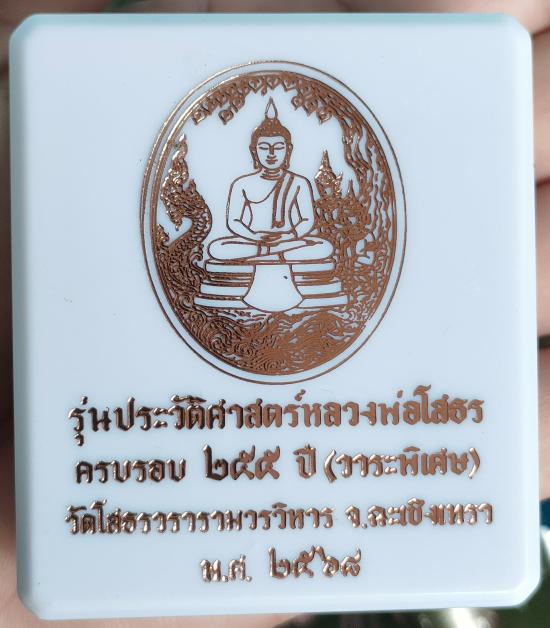 รุ่นประวัติศาสตร์หลวงพ่อโสธร
ครบรอบ ๒๕๕ ปี (วาระพิเศษ)
วัดโสธรวรารามวรวิหาร จ.ฉะเชิงเทรา
พ.ศ. ๒๕๖๘